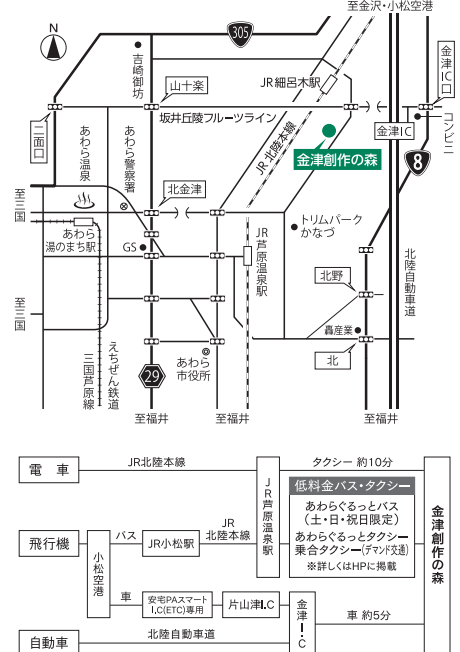 至金沢・小松空港
N
305
吉崎御坊
山十楽
JR細呂木駅
金津IC口
二面口
あわら温泉
あわら警察署
坂井丘陵フルーツライン
JR北陸本線
金津IC
コンビニ
金津創作の森
8
至三国
北金津
トリムパークかなづ
あわら
湯のまち駅
GS
JR芦原温泉駅
北陸自動車道
北野
至三国
轟産業
北
えちぜん鉄道
三国芦原線
29
あわら
市役所
至福井
至福井
至福井
電車
JR北陸本線
JR芦原温泉駅
タクシー 約10分
金津創作の森
低料金バス・タクシー
あわらぐるっとバス
(土・日・祝日限定)
あわらぐるっとタクシー
乗合タクシー(デマンド交通)
※詳しくはHPに掲載
飛行機
小松空港
バス
JR小松駅
JR
北陸本線
車
安宅PAスマート
I.C(ETC)専用
片山津I.C
金津I・C
車 約5分
自動車
北陸自動車道